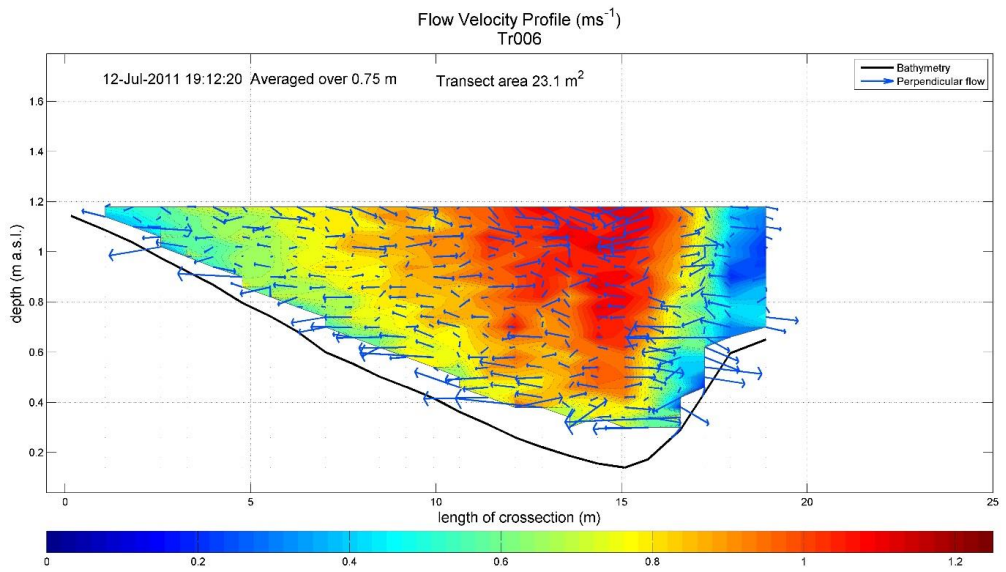 Flow Velocity Profile (ms-1)
Tr006
12-Jul-2011 19:12:20 Averaged over 0.75 m Transect area 23.1 m2
Bathymetry
Perpendicular flow
1.6
1.4
1.2
1
0.8
0.6
0.4
0.2
depth (m a.s.l.)
0 5 10 15 20 25
length of crossection (m)
0 0.2 0.4 0.6 0.8 1 1.2